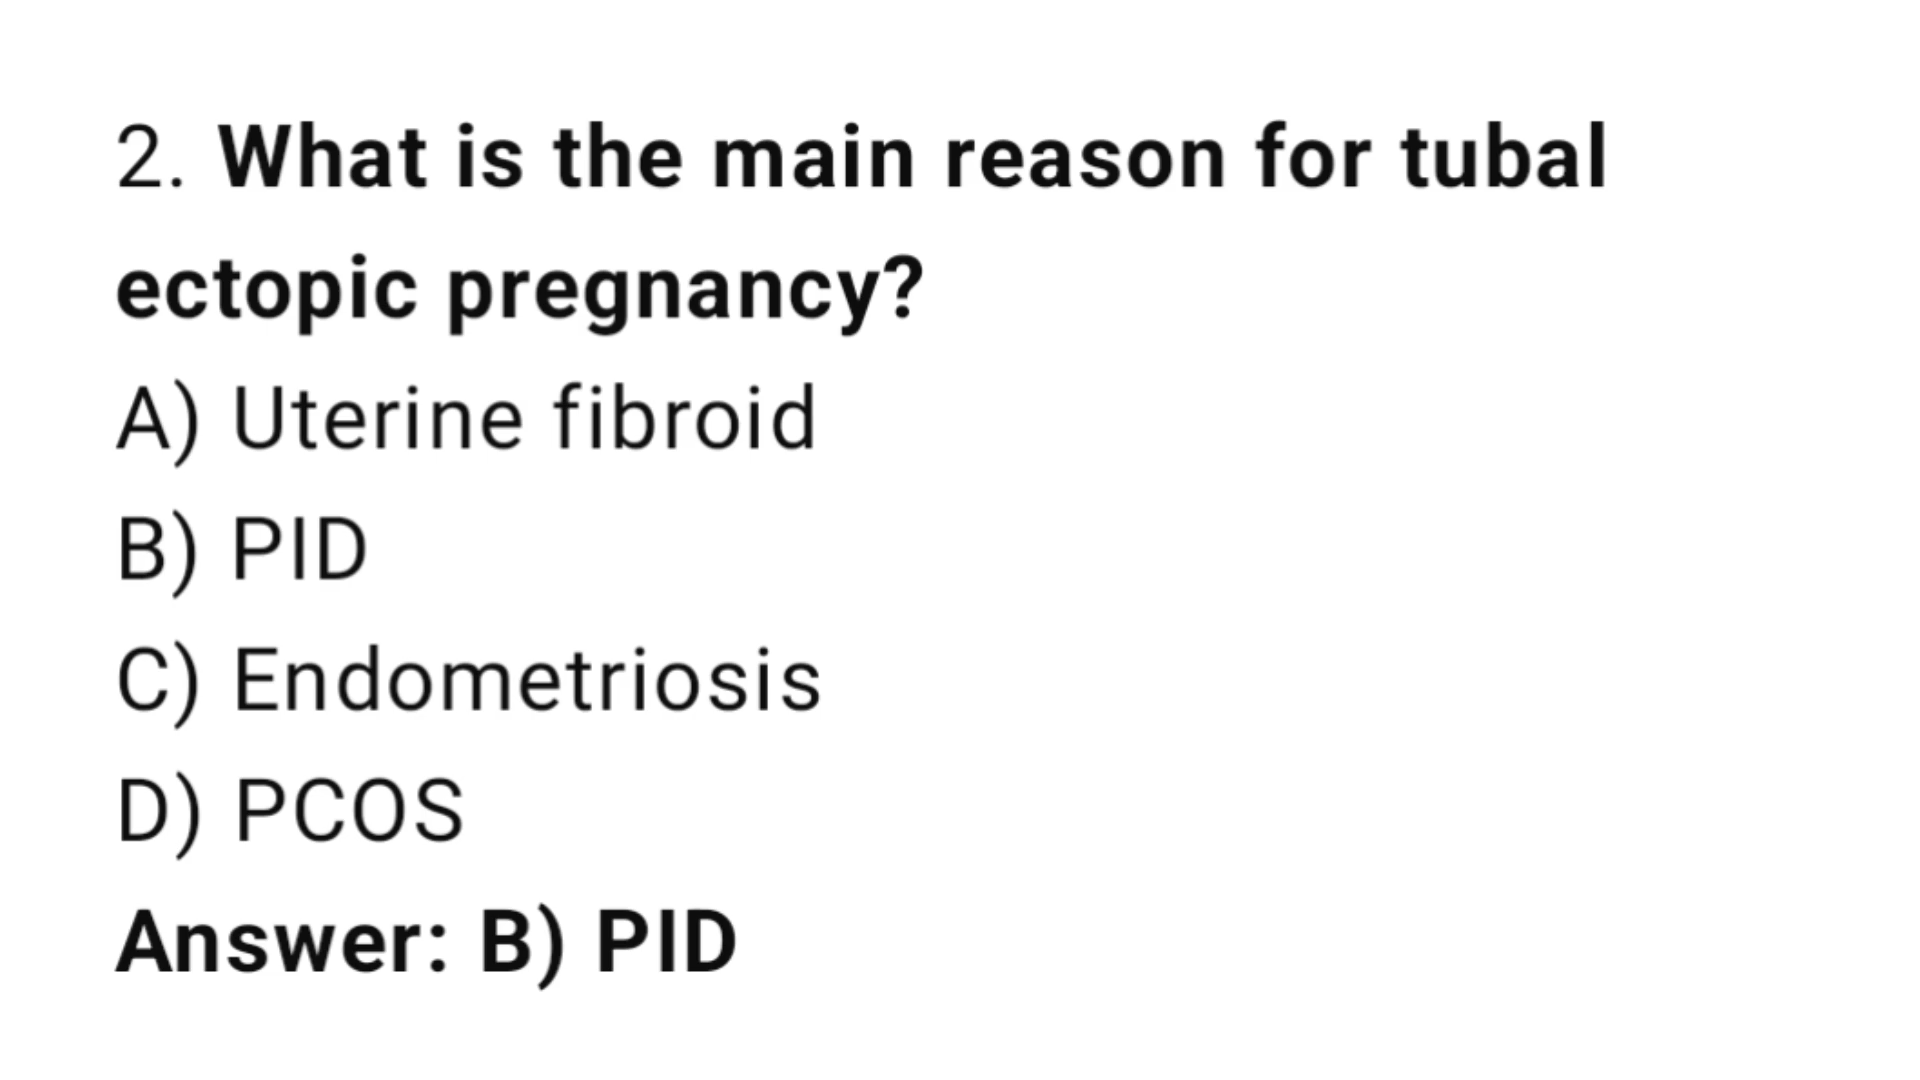 2. What is the main reason for tubal
ectopic pregnancy?
A) Uterine fibroid
B) PID
C) Endometriosis
D) PCOS
Answer: B) PID